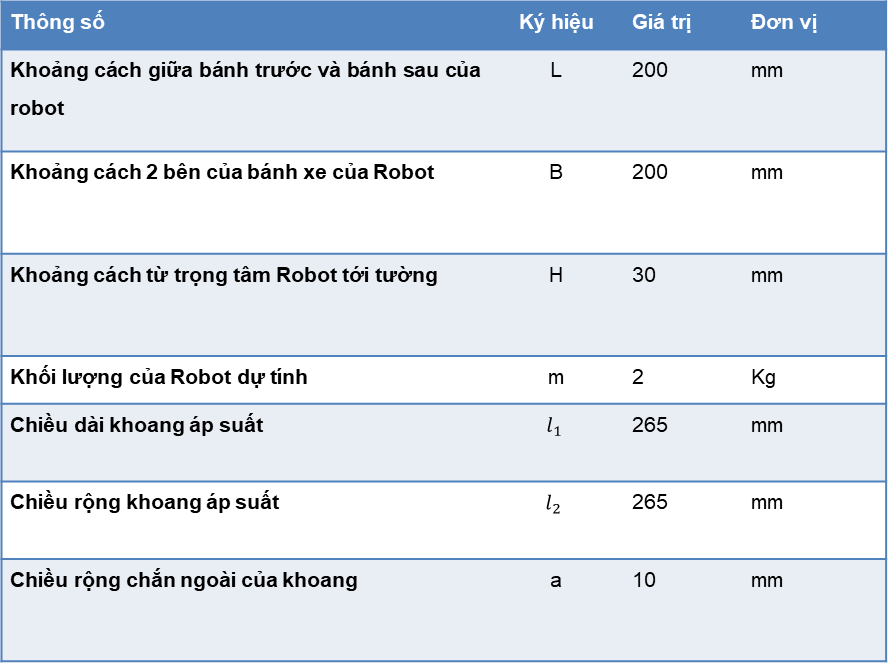 Thông số Ký hiệu Giá trị Đơn vị
Khoảng cách giữa bánh trước và bánh sau của L 200 mm
robot
Khoảng cách 2 bên của bánh xe của Robot B 200 mm
Khoảng cách từ trọng tâm Robot tới tường H 30 mm
Khối lượng của Robot dự tính m 2 Kg
Chiều dài khoang áp suất l₁ 265 mm
Chiều rộng khoang áp suất l₂ 265 mm
Chiều rộng chắn ngoài của khoang a 10 mm